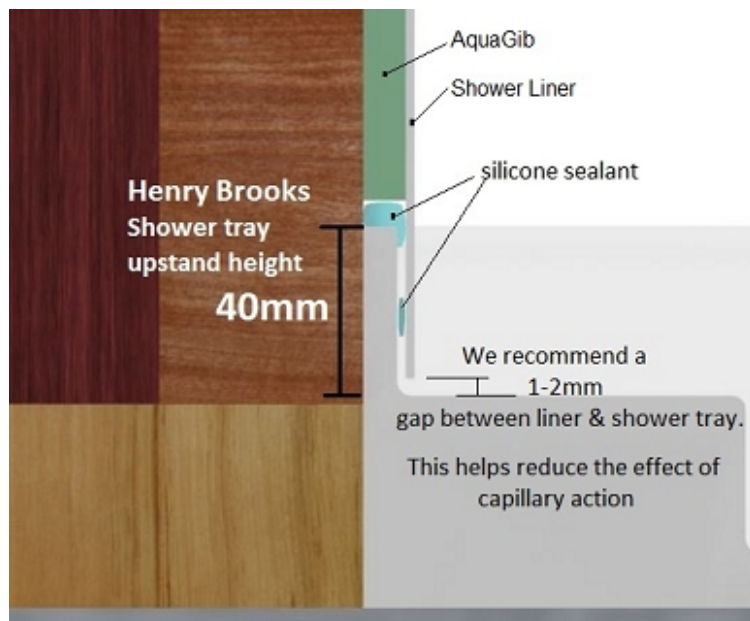 AquaGib
Shower Liner
silicone sealant
Henry Brooks
Shower tray
upstand height
40mm
We recommend a
1-2mm
gap between liner & shower tray.
This helps reduce the effect of
capillary action